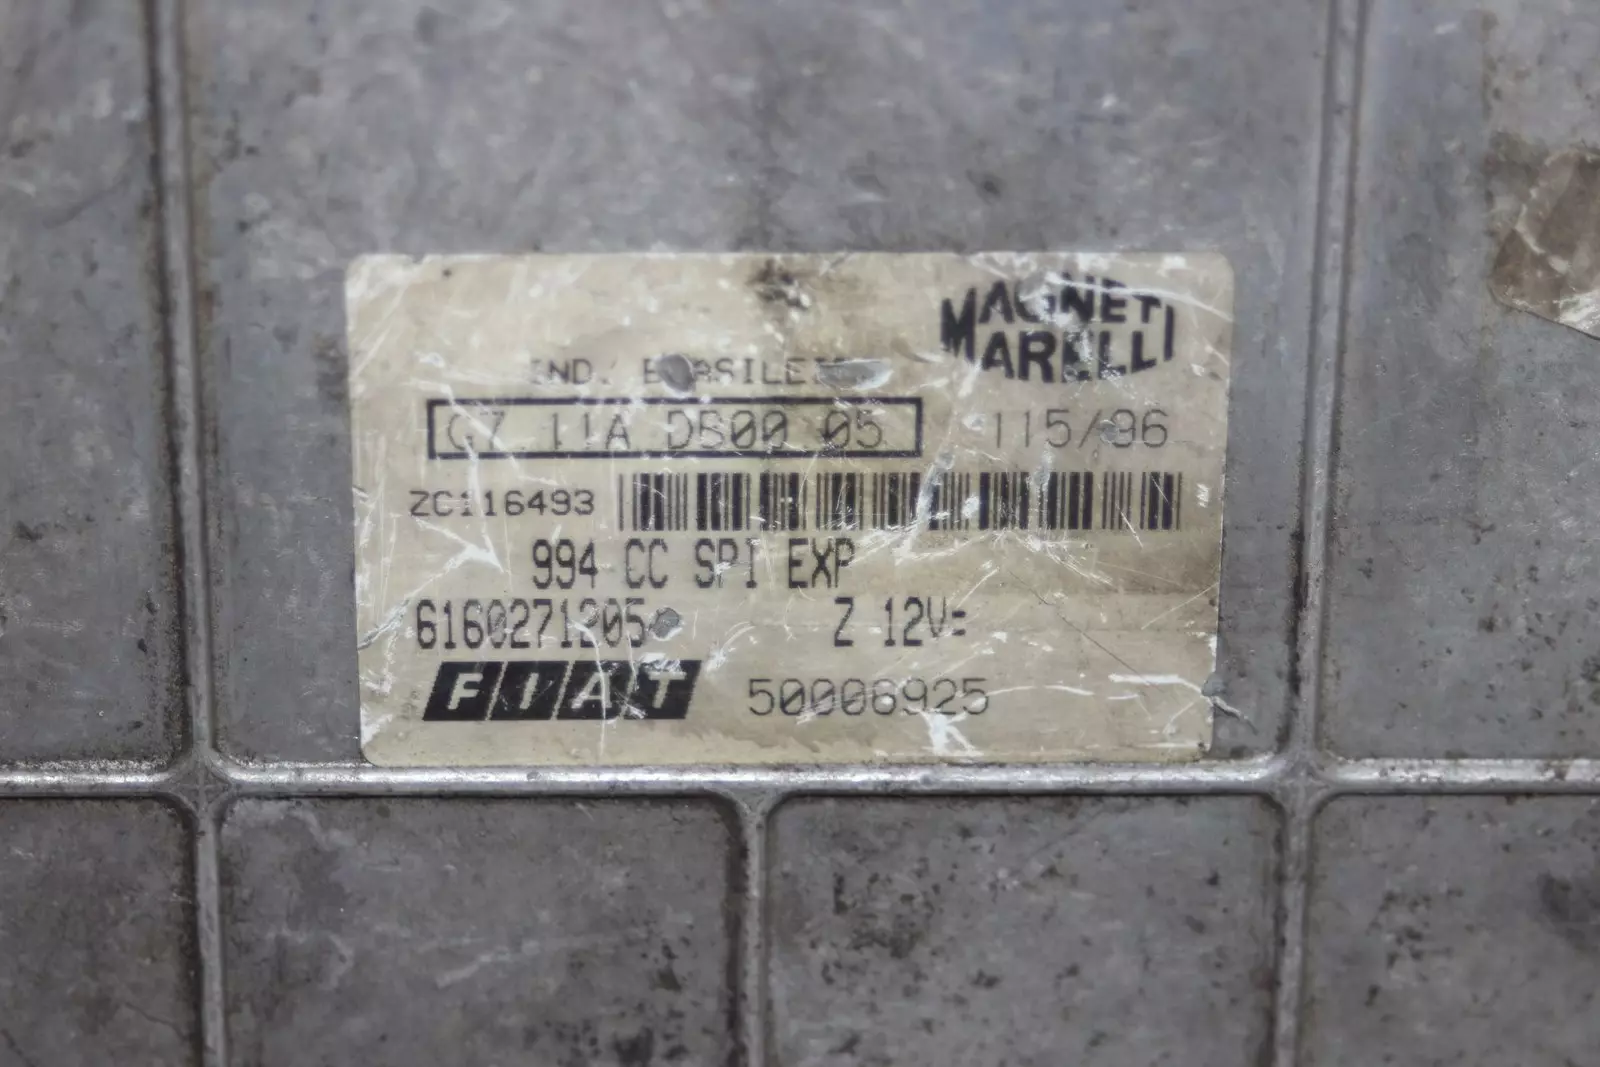 MAGNETI
MARELLI
IND. BRASILEIRA
G7 11A DB00 05 115/96
ZC116493
994 CC SPI EXP
6160271205 Z 12V=
FIAT 50006925